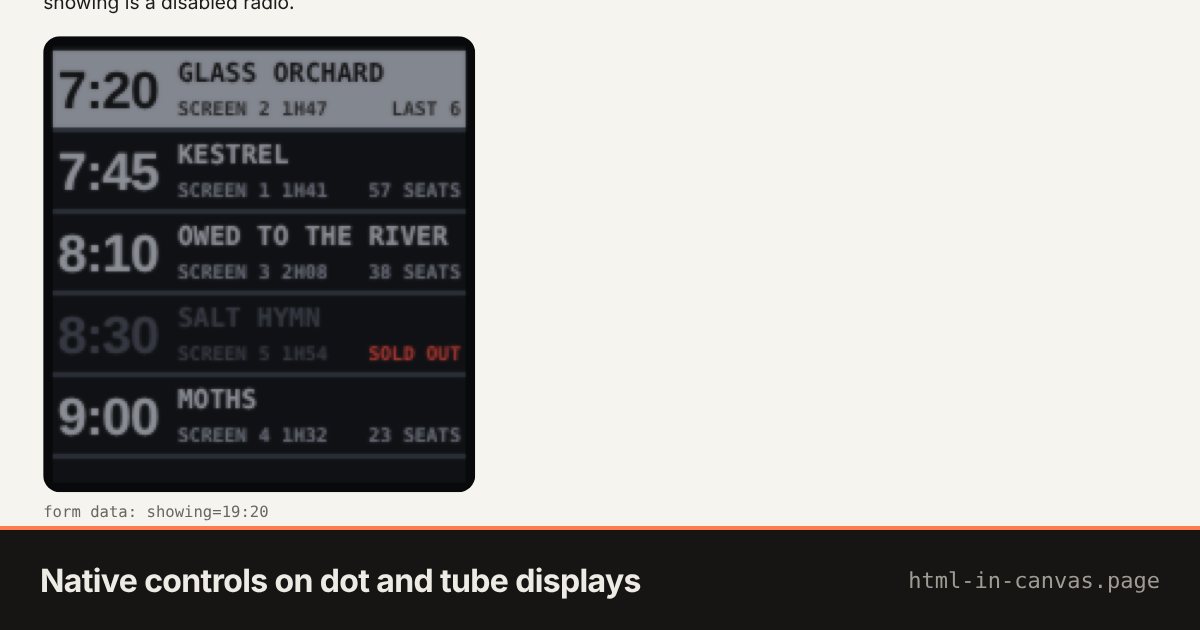 showing is a disabled radio.
7:20 GLASS ORCHARD
SCREEN 2 1H47 LAST 6
7:45 KESTREL
SCREEN 1 1H41 57 SEATS
8:10 OWED TO THE RIVER
SCREEN 3 2H08 38 SEATS
8:30 SALT HYMN
SCREEN 5 1H54 SOLD OUT
9:00 MOTHS
SCREEN 4 1H32 23 SEATS
form data: showing=19:20
Native controls on dot and tube displays
html-in-canvas.page